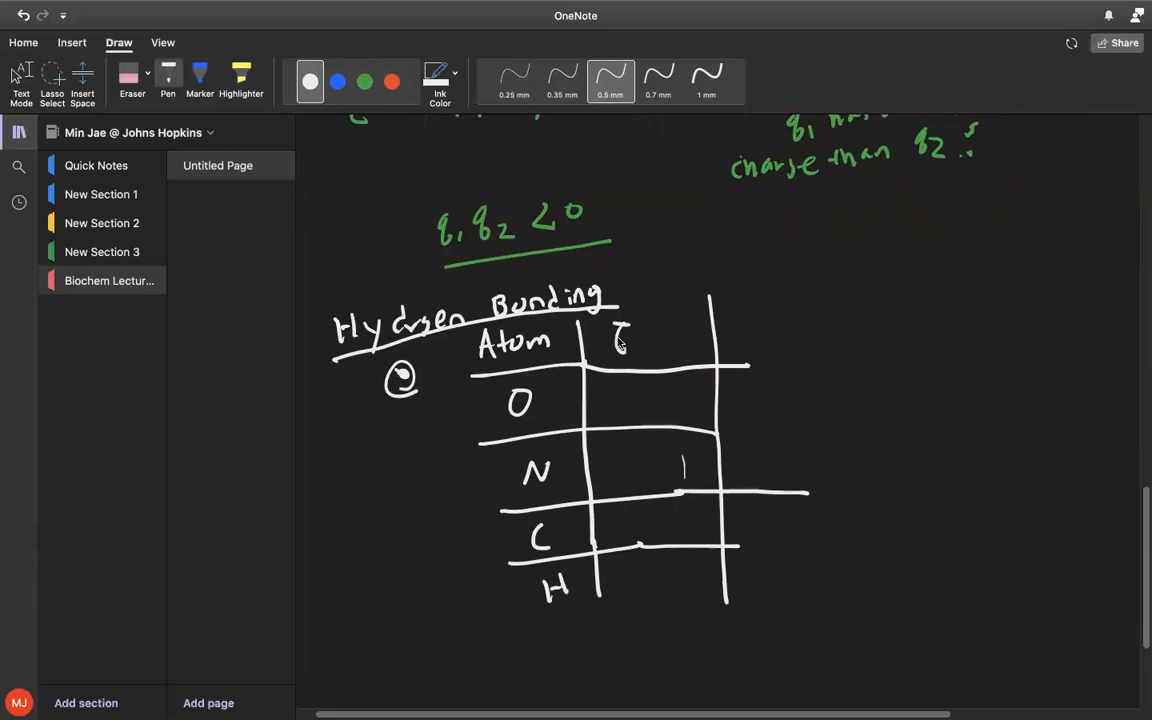 OneNote
Home Insert Draw View
Share
Text Mode
Lasso Select
Insert Space
Eraser
Pen
Marker
Highlighter
Ink Color
0.25 mm
0.35 mm
0.5 mm
0.7 mm
1 mm
Min Jae @ Johns Hopkins
Quick Notes
New Section 1
New Section 2
New Section 3
Biochem Lectur...
Untitled Page
q1
charge than q2
q1 q2 < 0
Hydrogen Bonding
Atom
O
N
C
H
MJ
Add section
Add page